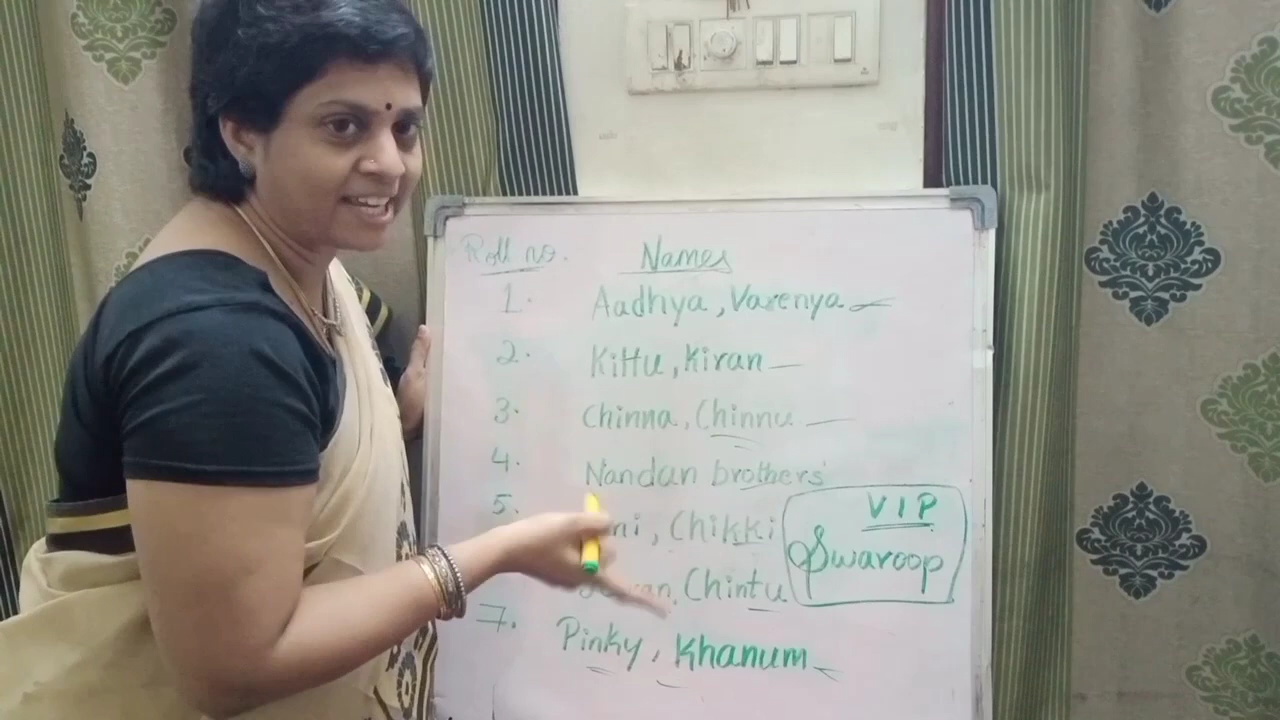 Roll no. Names
1. Aadhya, Varenya
2. Kittu, Kiran
3. Chinna, Chinnu
4. Nandan brothers
5. Chikki
Chintu
7. Pinky, Khanum
VIP
Swaroop